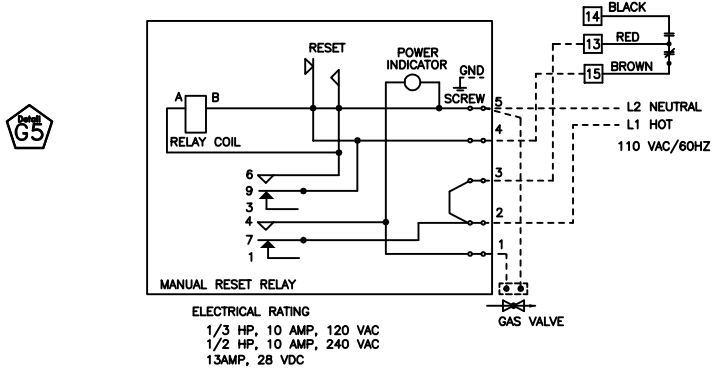 BLACK
14
RED
13
BROWN
15
RESET
POWER
INDICATOR
GND
SCREW
5
L2 NEUTRAL
A
B
4
L1 HOT
RELAY COIL
110 VAC/60HZ
Detail
G5
6
3
9
3
2
4
7
1
1
MANUAL RESET RELAY
ELECTRICAL RATING
GAS VALVE
1/3 HP, 10 AMP, 120 VAC
1/2 HP, 10 AMP, 240 VAC
13AMP, 28 VDC